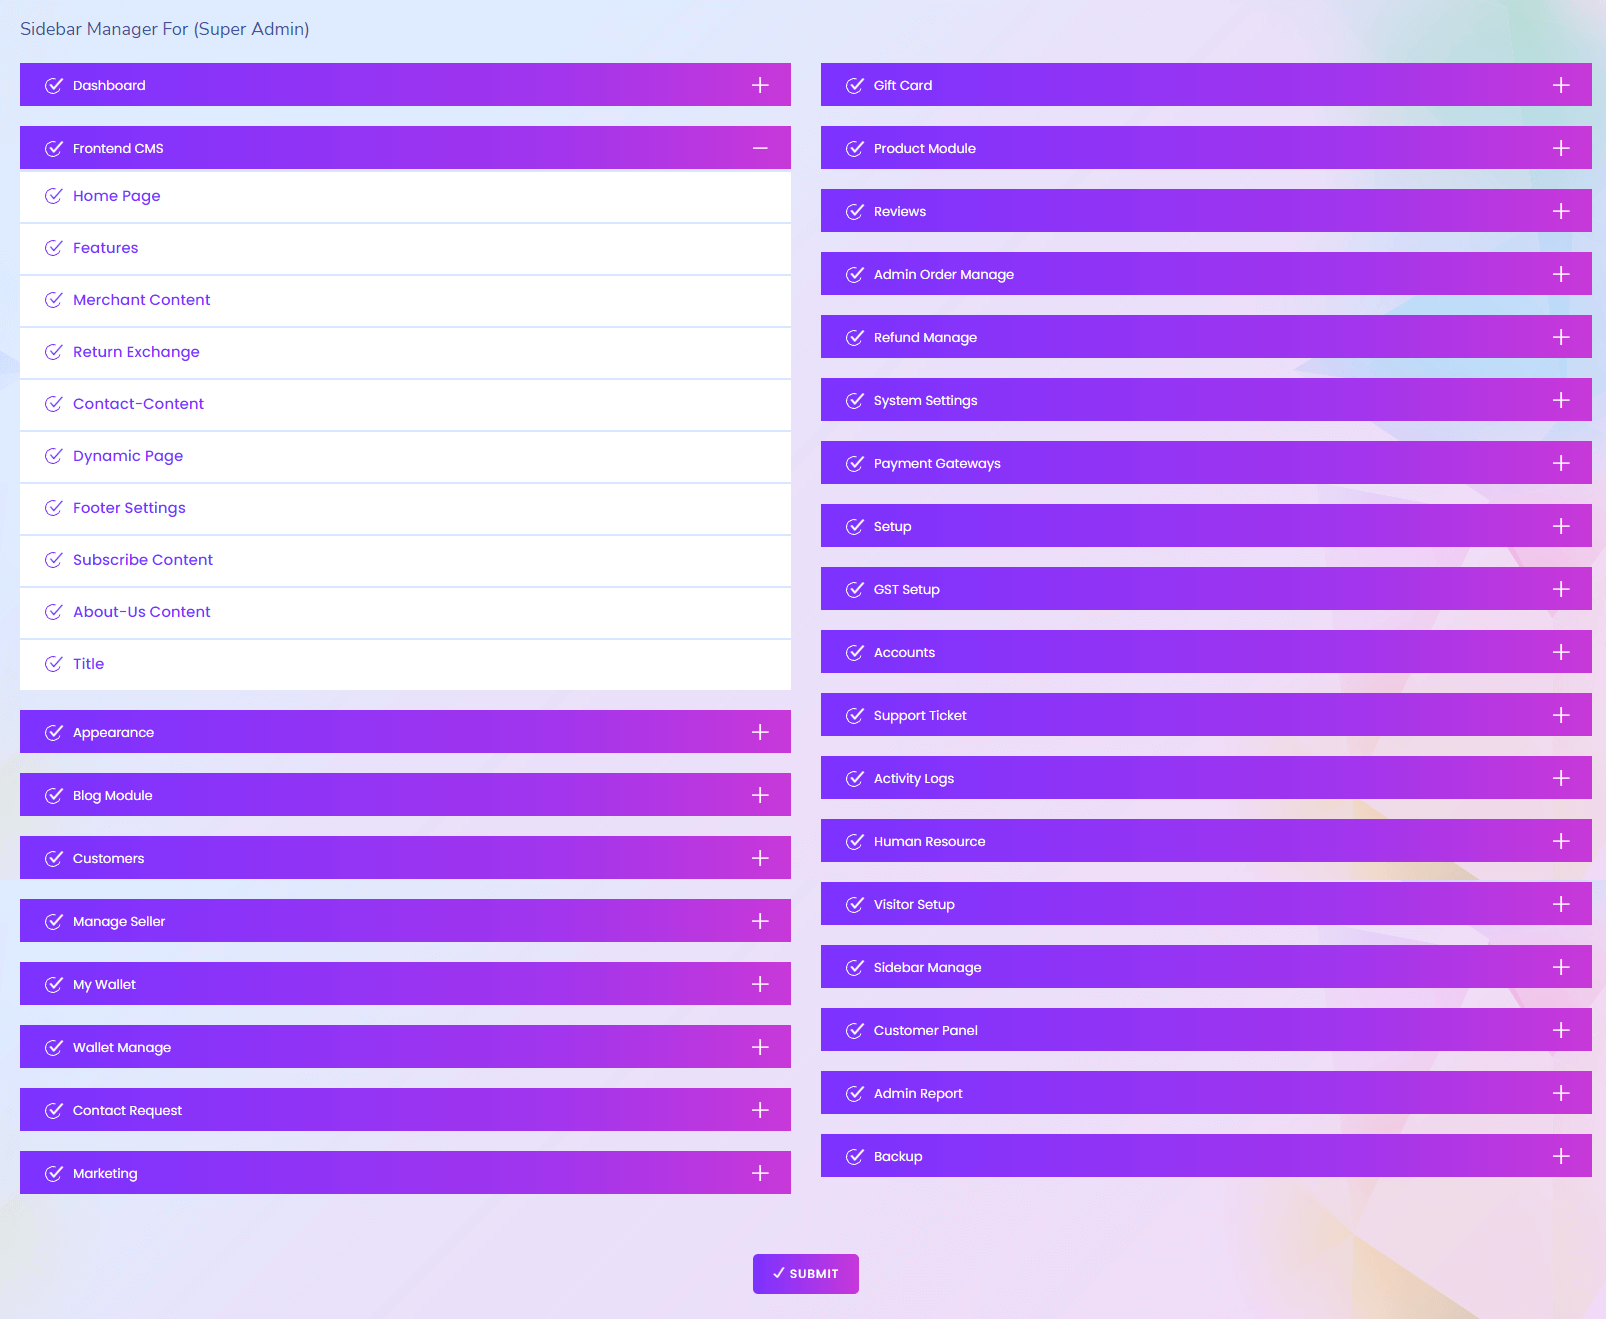 Sidebar Manager For (Super Admin)
Dashboard
Frontend CMS
Home Page
Features
Merchant Content
Return Exchange
Contact-Content
Dynamic Page
Footer Settings
Subscribe Content
About-Us Content
Title
Appearance
Blog Module
Customers
Manage Seller
My Wallet
Wallet Manage
Contact Request
Marketing
Gift Card
Product Module
Reviews
Admin Order Manage
Refund Manage
System Settings
Payment Gateways
Setup
GST Setup
Accounts
Support Ticket
Activity Logs
Human Resource
Visitor Setup
Sidebar Manage
Customer Panel
Admin Report
Backup
SUBMIT